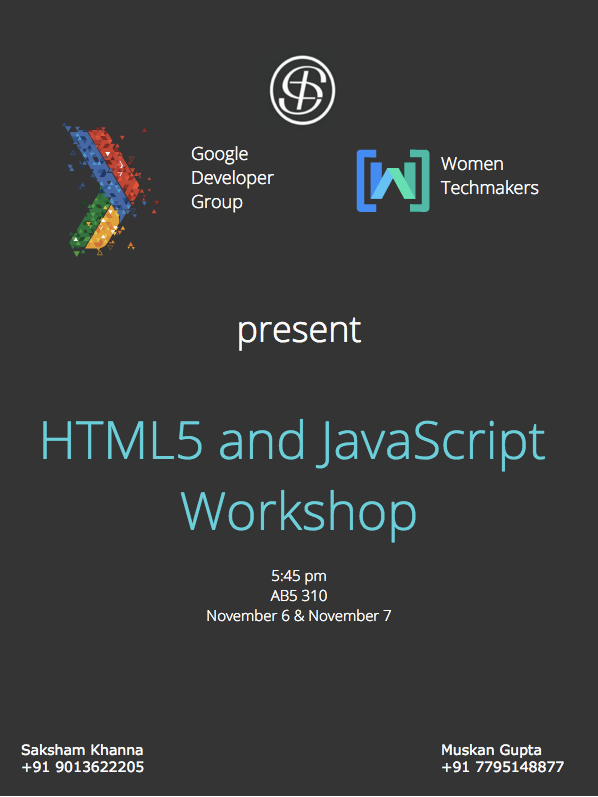 Google
Developer
Group
Women
Techmakers
present
HTML5 and JavaScript
Workshop
5:45 pm
AB5 310
November 6 & November 7
Saksham Khanna
+91 9013622205
Muskan Gupta
+91 7795148877